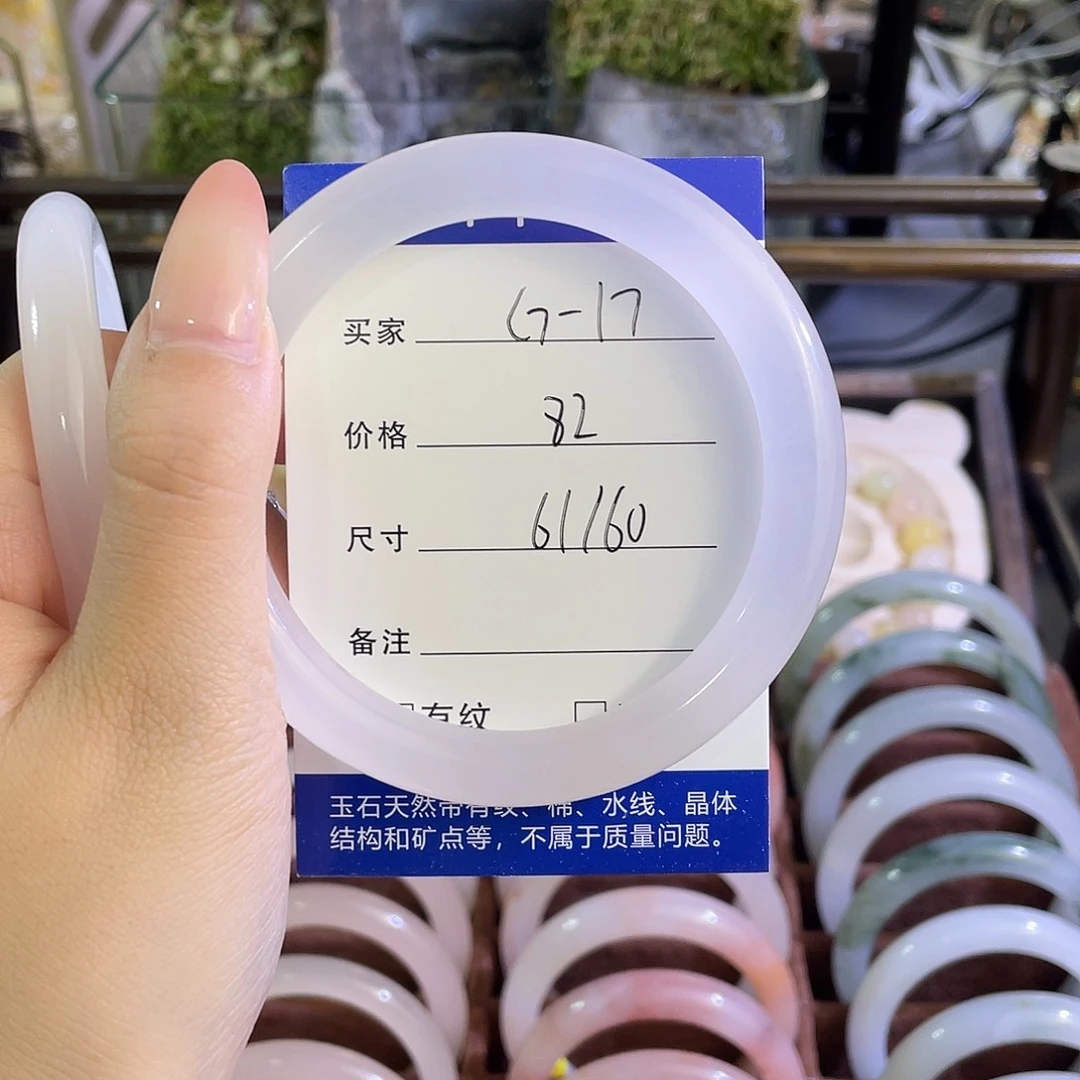 买家 G-17
价格 82
尺寸 61/60
备注
有纹
玉石天然带有纹、棉、水线、晶体
结构和矿点等，不属于质量问题。